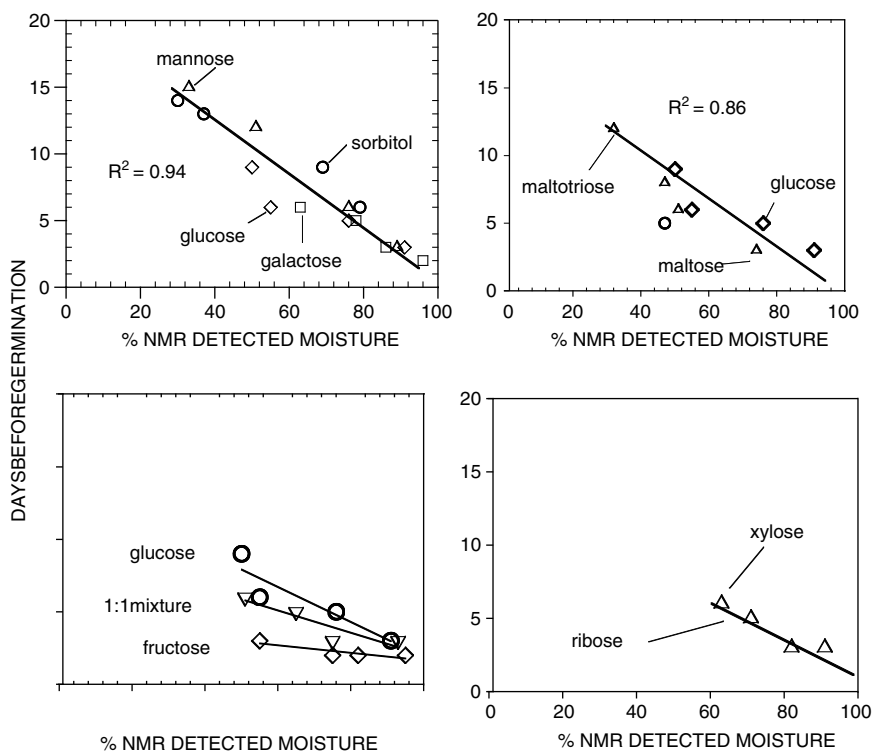 DAYSBEFOREGERMINATION
20
15
10
5
0
mannose
sorbitol
R2 = 0.94
glucose
galactose
0 20 40 60 80 100
% NMR DETECTED MOISTURE
20
15
10
5
0
R2 = 0.86
maltotriose
glucose
maltose
0 20 40 60 80 100
% NMR DETECTED MOISTURE
glucose
1:1mixture
fructose
% NMR DETECTED MOISTURE
20
15
10
5
0
xylose
ribose
0 20 40 60 80 100
% NMR DETECTED MOISTURE